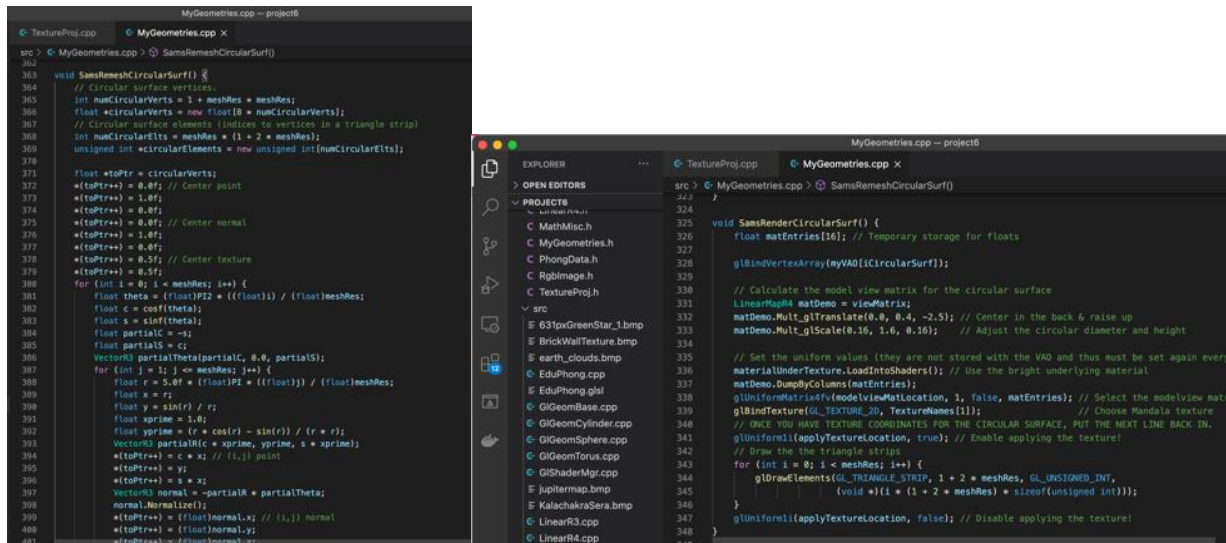 MyGeometries.cpp — project6
TextureProj.cpp
MyGeometries.cpp ×
src > MyGeometries.cpp > SamsRemeshCircularSurf()
362
363 void SamsRemeshCircularSurf() {
364 // Circular surface vertices.
365 int numCircularVerts = 1 + meshRes * meshRes;
366 float *circularVerts = new float[8 * numCircularVerts];
367 // Circular surface elements (indices to vertices in a triangle strip)
368 int numCircularElts = meshRes * (1 + 2 * meshRes);
369 unsigned int *circularElements = new unsigned int[numCircularElts];
370
371 float *toPtr = circularVerts;
372 *(toPtr++) = 0.0f; // Center point
373 *(toPtr++) = 1.0f;
374 *(toPtr++) = 0.0f;
375 *(toPtr++) = 0.0f; // Center normal
376 *(toPtr++) = 1.0f;
377 *(toPtr++) = 0.0f;
378 *(toPtr++) = 0.5f; // Center texture
379 *(toPtr++) = 0.5f;
380 for (int i = 0; i < meshRes; i++) {
381 float theta = (float)PI2 * ((float)i) / (float)meshRes;
382 float c = cosf(theta);
383 float s = sinf(theta);
384 float partialC = -s;
385 float partialS = c;
386 VectorR3 partialTheta(partialC, 0.0, partialS);
387 for (int j = 1; j <= meshRes; j++) {
388 float r = 5.0f * (float)PI * ((float)j) / (float)meshRes;
389 float x = r;
390 float y = sin(r) / r;
391 float xprime = 1.0;
392 float yprime = (r * cos(r) - sin(r)) / (r * r);
393 VectorR3 partialR(c * xprime, yprime, s * xprime);
394 *(toPtr++) = c * x; // (i,j) point
395 *(toPtr++) = y;
396 *(toPtr++) = s * x;
397 VectorR3 normal = -partialR * partialTheta;
398 normal.Normalize();
399 *(toPtr++) = (float)normal.x; // (i,j) normal
400 *(toPtr++) = (float)normal.y;
401 *(toPtr++) = (float)normal.z;
MyGeometries.cpp — project6
EXPLORER ...
TextureProj.cpp
MyGeometries.cpp ×
> OPEN EDITORS
PROJECT6
LinearR4.h
MathMisc.h
MyGeometries.h
PhongData.h
RgbImage.h
TextureProj.h
src
631pxGreenStar_1.bmp
BrickWallTexture.bmp
earth_clouds.bmp
EduPhong.cpp
EduPhong.glsl
GlGeomBase.cpp
GlGeomCylinder.cpp
GlGeomSphere.cpp
GlGeomTorus.cpp
GlShaderMgr.cpp
jupitermap.bmp
KalachakraSera.bmp
LinearR3.cpp
LinearR4.cpp
12
src > MyGeometries.cpp > SamsRemeshCircularSurf()
323 }
324
325 void SamsRenderCircularSurf() {
326 float matEntries[16]; // Temporary storage for floats
327
328 glBindVertexArray(myVAO[iCircularSurf]);
329
330 // Calculate the model view matrix for the circular surface
331 LinearMapR4 matDemo = viewMatrix;
332 matDemo.Mult_glTranslate(0.0, 0.4, -2.5); // Center in the back & raise up
333 matDemo.Mult_glScale(0.16, 1.6, 0.16); // Adjust the circular diameter and height
334
335 // Set the uniform values (they are not stored with the VAO and thus must be set again every
336 materialUnderTexture.LoadIntoShaders(); // Use the bright underlying material
337 matDemo.DumpByColumns(matEntries);
338 glUniformMatrix4fv(modelviewMatLocation, 1, false, matEntries); // Select the modelview mat
339 glBindTexture(GL_TEXTURE_2D, TextureNames[1]); // Choose Mandala texture
340 // ONCE YOU HAVE TEXTURE COORDINATES FOR THE CIRCULAR SURFACE, PUT THE NEXT LINE BACK IN.
341 glUniform1i(applyTextureLocation, true); // Enable applying the texture!
342 // Draw the the triangle strips
343 for (int i = 0; i < meshRes; i++) {
344 glDrawElements(GL_TRIANGLE_STRIP, 1 + 2 * meshRes, GL_UNSIGNED_INT,
345 (void *)(i * (1 + 2 * meshRes) * sizeof(unsigned int)));
346 }
347 glUniform1i(applyTextureLocation, false); // Disable applying the texture!
348 }